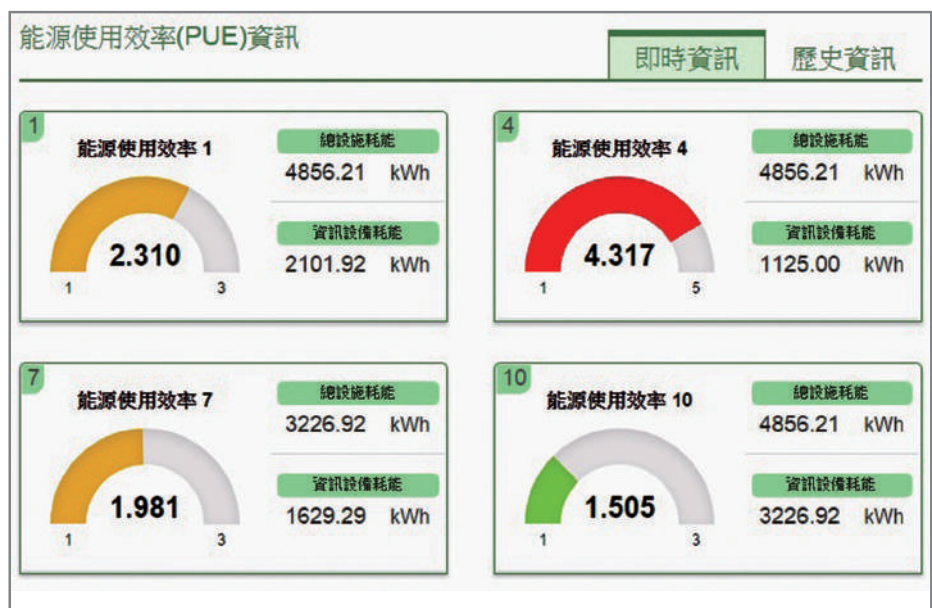 能源使用效率(PUE)資訊
即時資訊 歷史資訊
1
能源使用效率 1
總設施耗能
4856.21 kWh
資訊設備耗能
2101.92 kWh
2.310
1 3
4
能源使用效率 4
總設施耗能
4856.21 kWh
資訊設備耗能
1125.00 kWh
4.317
1 5
7
能源使用效率 7
總設施耗能
3226.92 kWh
資訊設備耗能
1629.29 kWh
1.981
1 3
10
能源使用效率 10
總設施耗能
4856.21 kWh
資訊設備耗能
3226.92 kWh
1.505
1 3